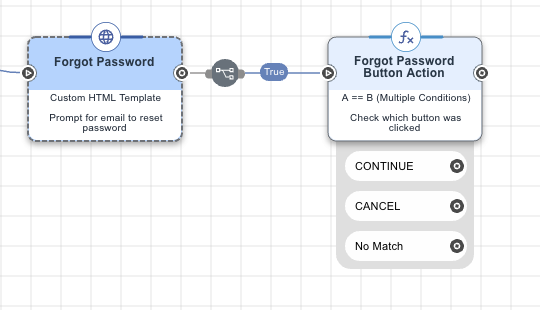 Forgot Password
Custom HTML Template
Prompt for email to reset
password
True
fx
Forgot Password
Button Action
A == B (Multiple Conditions)
Check which button was
clicked
CONTINUE
CANCEL
No Match